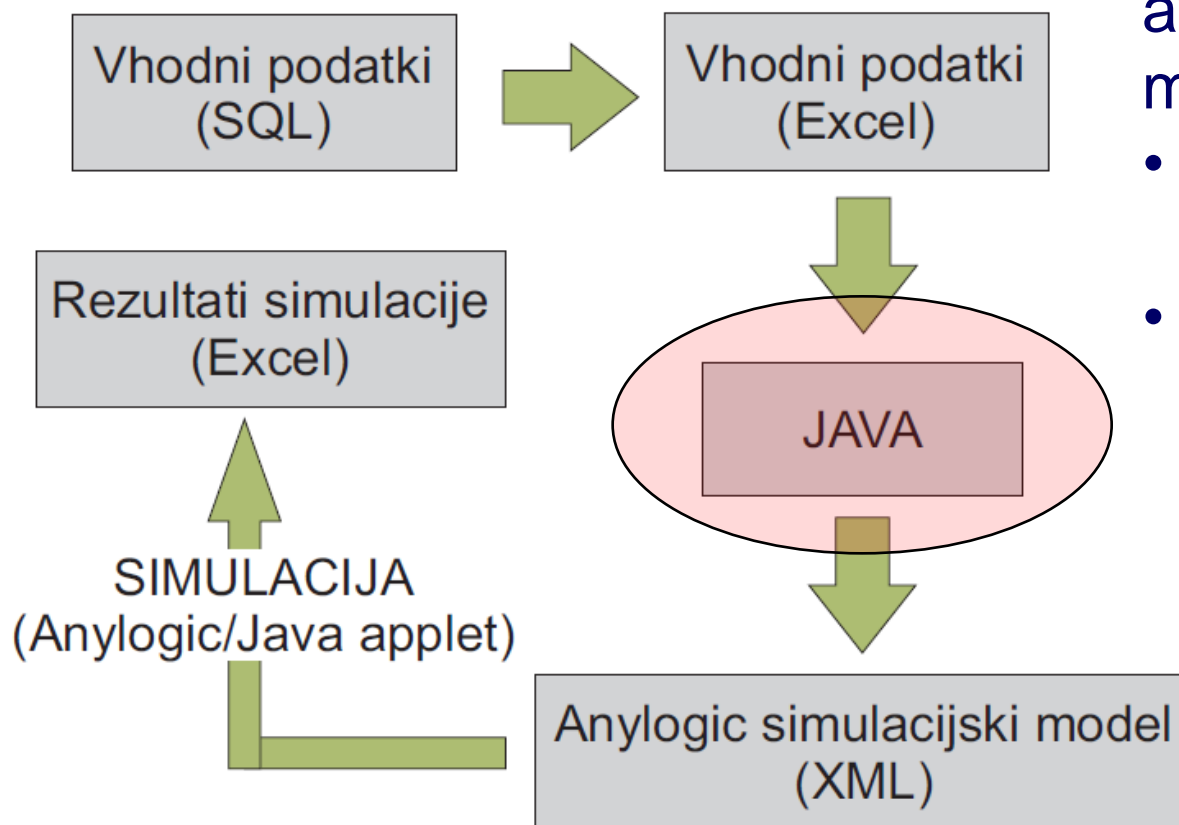 Vhodni podatki
(SQL)
Vhodni podatki
(Excel)
Rezultati simulacije
(Excel)
JAVA
SIMULACIJA
(Anylogic/Java applet)
Anylogic simulacijski model
(XML)